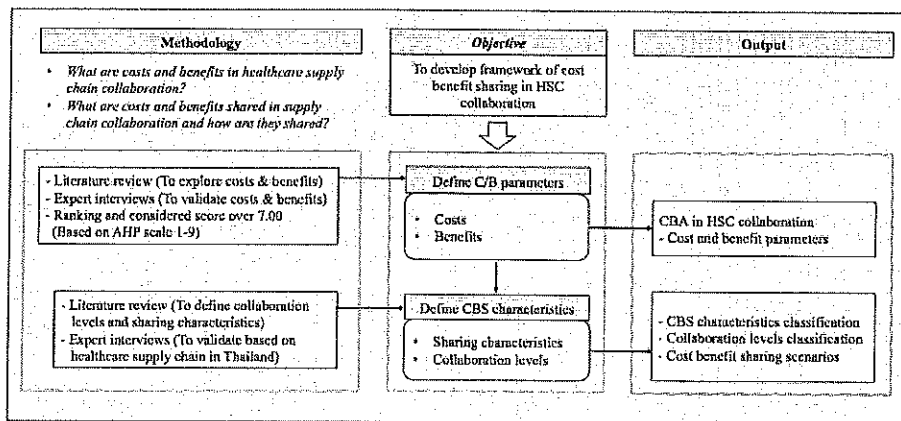 Methodology
• What are costs and benefits in healthcare supply
chain collaboration?
• What are costs and benefits shared in supply
chain collaboration and how are they shared?
Objective
To develop framework of cost
benefit sharing in HSC
collaboration
Output
- Literature review (To explore costs & benefits)
- Expert interviews (To validate costs & benefits)
- Ranking and considered score over 7.00
(Based on AHP scale 1-9)
Define C/B parameters
• Costs
• Benefits
CBA in HSC collaboration
- Cost and benefit parameters
- Literature review (To define collaboration
levels and sharing characteristics)
- Expert interviews (To validate based on
healthcare supply chain in Thailand)
Define CBS characteristics
• Sharing characteristics
• Collaboration levels
- CBS characteristics classification
- Collaboration levels classification
- Cost benefit sharing scenarios